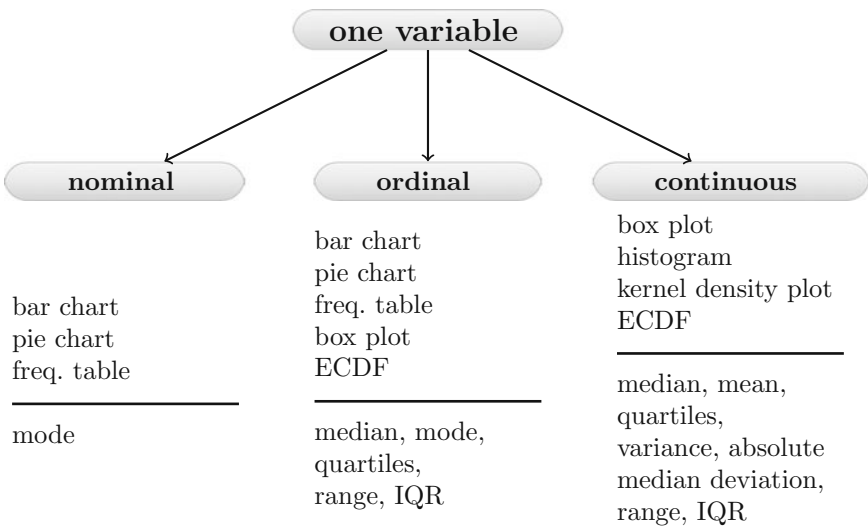 one variable
nominal
ordinal
continuous
bar chart
pie chart
freq. table
mode
bar chart
pie chart
freq. table
box plot
ECDF
median, mode,
quartiles,
range, IQR
box plot
histogram
kernel density plot
ECDF
median, mean,
quartiles,
variance, absolute
median deviation,
range, IQR